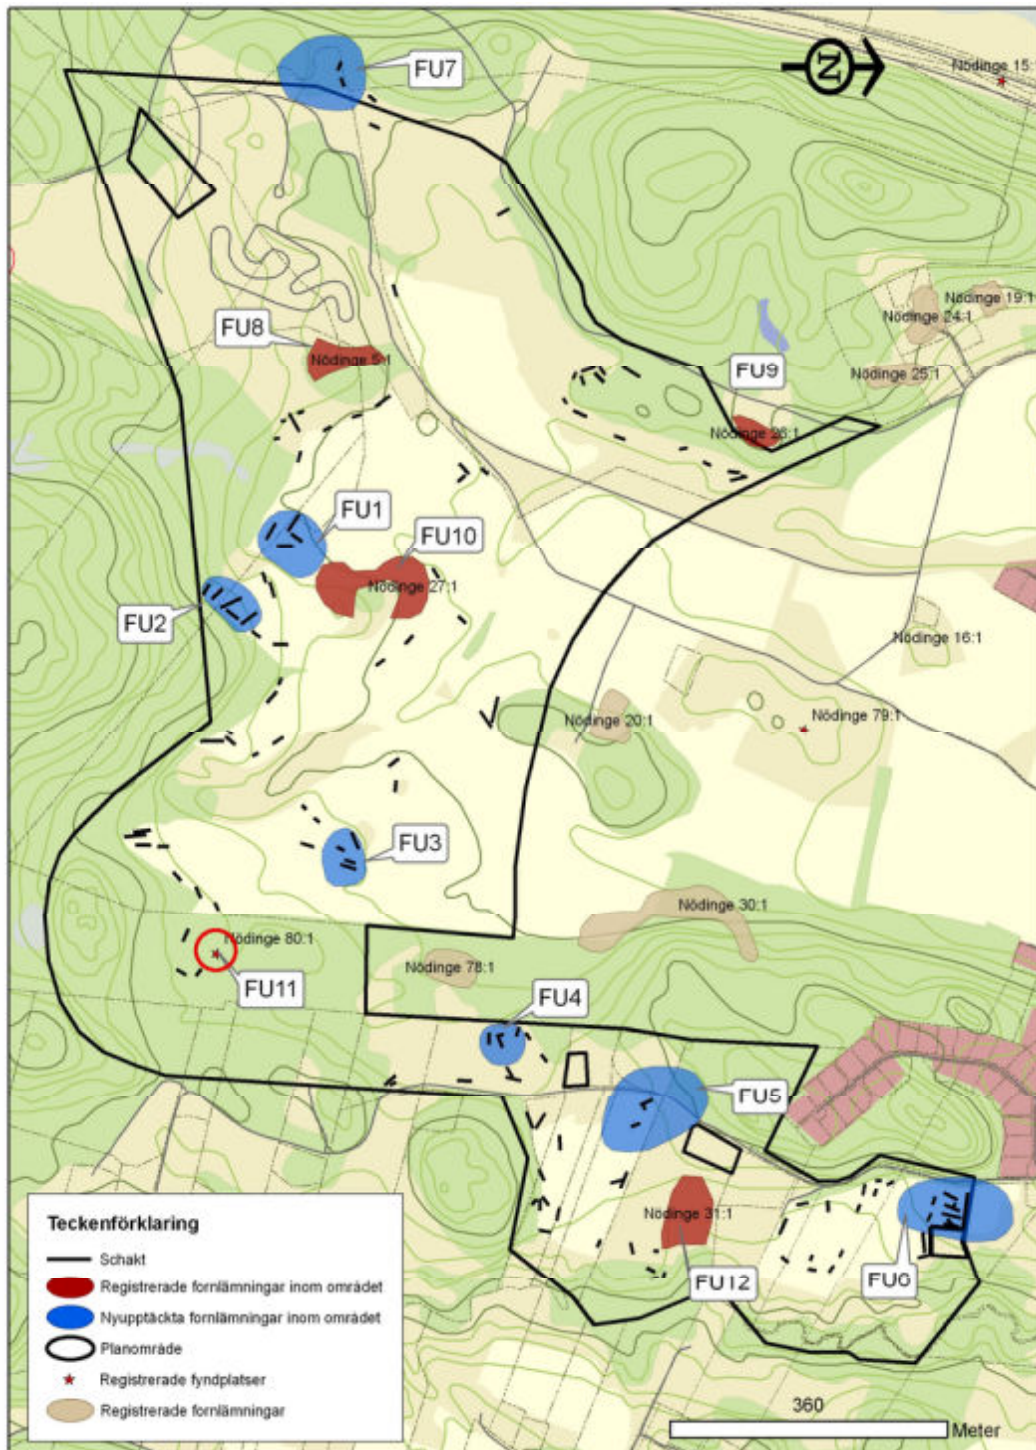 FU7
N
Nödinge 15:
Nödinge 19:1
Nödinge 24:1
FU8
Nödinge 5:1
FU9
Nödinge 25:1
Nödinge 26:1
FU1
FU10
Nödinge 27:1
FU2
Nödinge 16:1
Nödinge 20:1
Nödinge 79:1
FU3
Nödinge 30:1
Nödinge 80:1
Nödinge 78:1
FU11
FU4
FU5
Nödinge 31:1
FU12
FU6
Teckenförklaring
Schakt
Registrerade fornlämningar inom området
Nyupptäckta fornlämningar inom området
Planområde
Registrerade fyndplatser
Registrerade fornlämningar
360
Meter